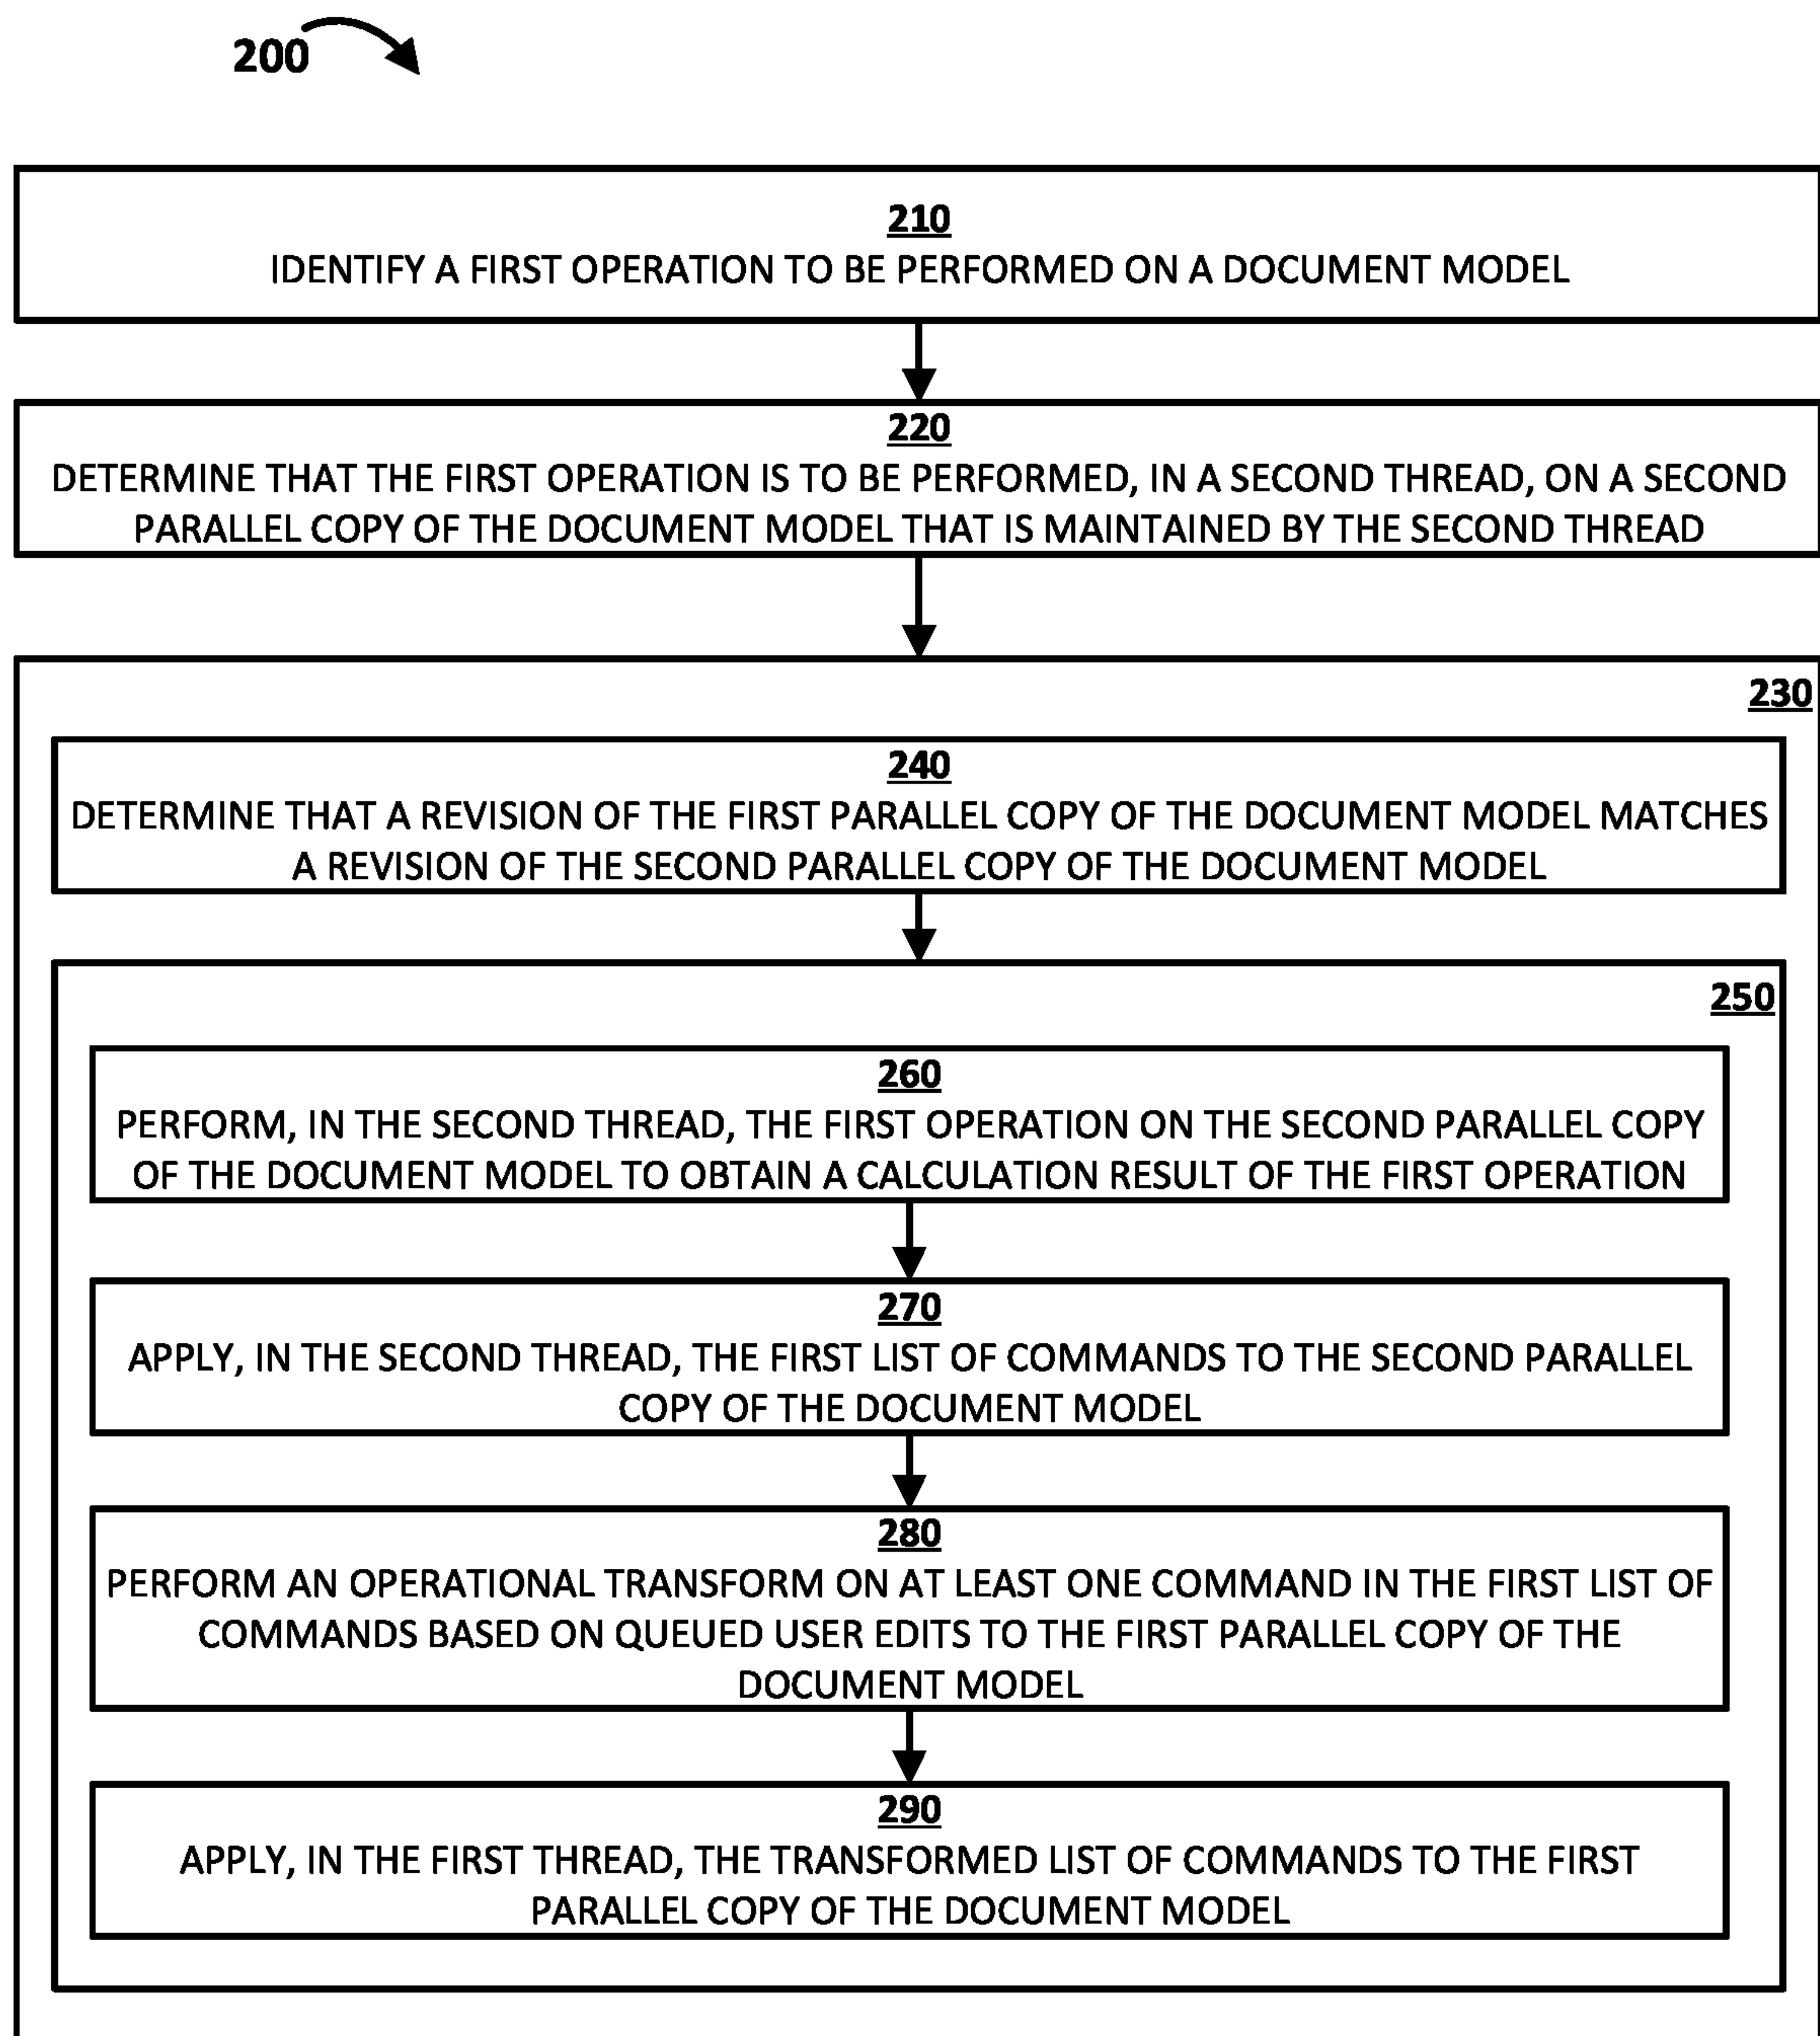 200
210
IDENTIFY A FIRST OPERATION TO BE PERFORMED ON A DOCUMENT MODEL
220
DETERMINE THAT THE FIRST OPERATION IS TO BE PERFORMED, IN A SECOND THREAD, ON A SECOND
PARALLEL COPY OF THE DOCUMENT MODEL THAT IS MAINTAINED BY THE SECOND THREAD
230
240
DETERMINE THAT A REVISION OF THE FIRST PARALLEL COPY OF THE DOCUMENT MODEL MATCHES
A REVISION OF THE SECOND PARALLEL COPY OF THE DOCUMENT MODEL
250
260
PERFORM, IN THE SECOND THREAD, THE FIRST OPERATION ON THE SECOND PARALLEL COPY
OF THE DOCUMENT MODEL TO OBTAIN A CALCULATION RESULT OF THE FIRST OPERATION
270
APPLY, IN THE SECOND THREAD, THE FIRST LIST OF COMMANDS TO THE SECOND PARALLEL
COPY OF THE DOCUMENT MODEL
280
PERFORM AN OPERATIONAL TRANSFORM ON AT LEAST ONE COMMAND IN THE FIRST LIST OF
COMMANDS BASED ON QUEUED USER EDITS TO THE FIRST PARALLEL COPY OF THE
DOCUMENT MODEL
290
APPLY, IN THE FIRST THREAD, THE TRANSFORMED LIST OF COMMANDS TO THE FIRST
PARALLEL COPY OF THE DOCUMENT MODEL